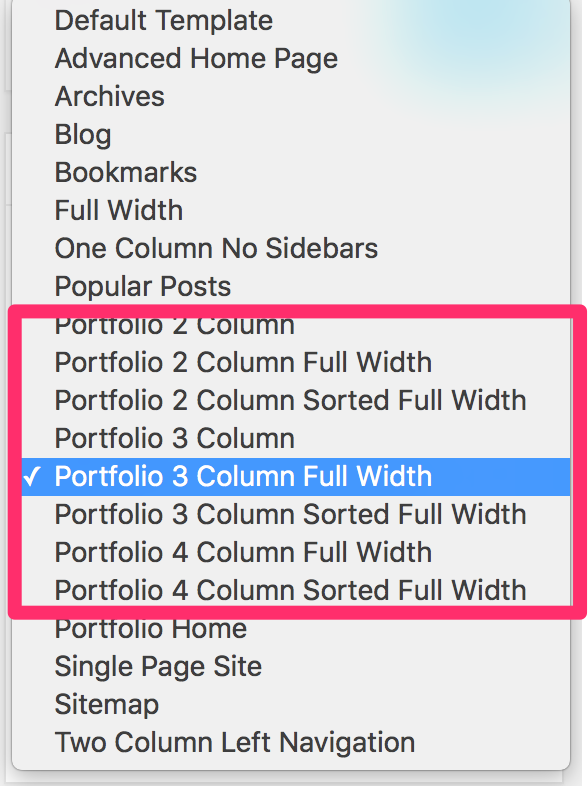 Default Template
Advanced Home Page
Archives
Blog
Bookmarks
Full Width
One Column No Sidebars
Popular Posts
Portfolio 2 Column
Portfolio 2 Column Full Width
Portfolio 2 Column Sorted Full Width
Portfolio 3 Column
✓ Portfolio 3 Column Full Width
Portfolio 3 Column Sorted Full Width
Portfolio 4 Column Full Width
Portfolio 4 Column Sorted Full Width
Portfolio Home
Single Page Site
Sitemap
Two Column Left Navigation